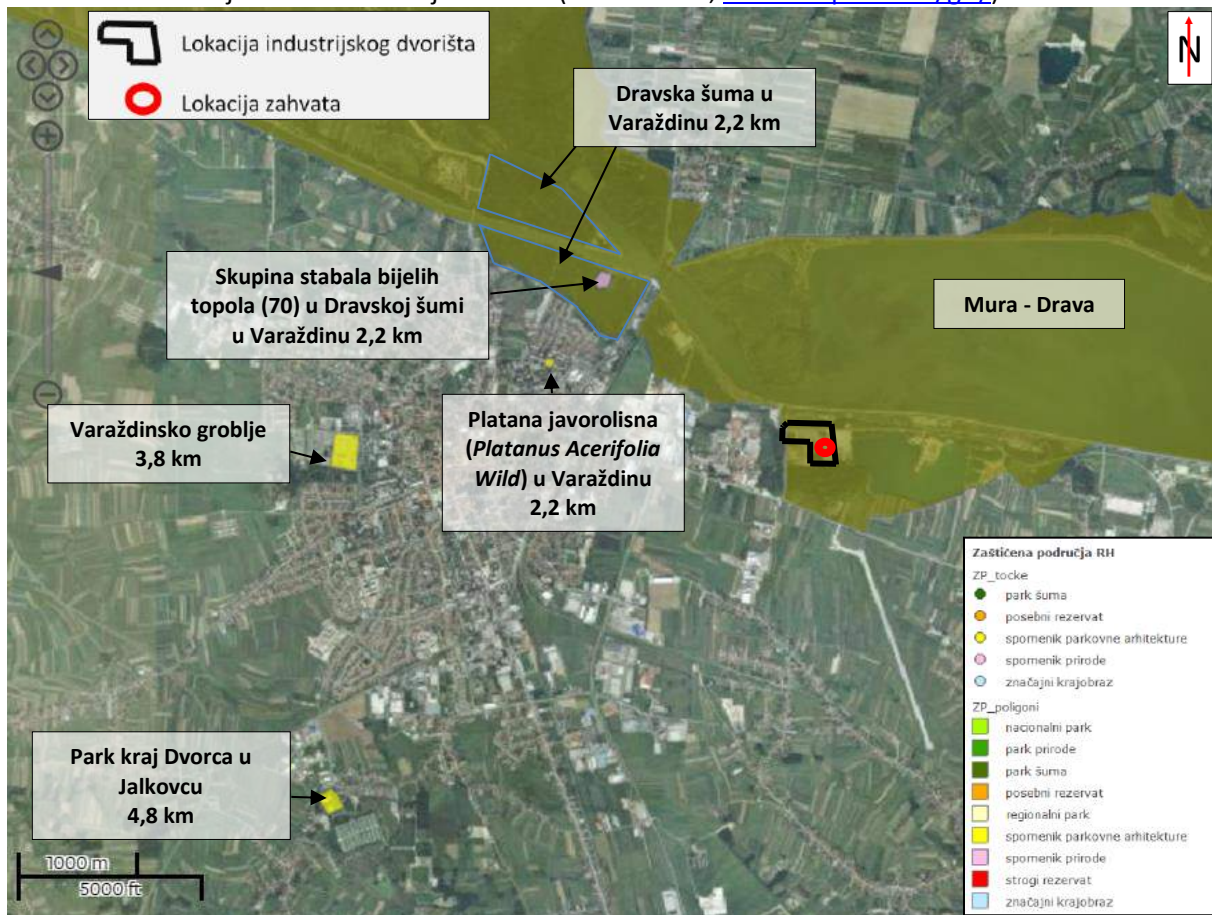 Lokacija industrijskog dvorišta
Lokacija zahvata
N
Dravska šuma u
Varaždinu 2,2 km
Skupina stabala bijelih
topola (70) u Dravskoj šumi
u Varaždinu 2,2 km
Mura - Drava
Varaždinsko groblje
3,8 km
Platana javorolisna
(Platanus Acerifolia
Wild) u Varaždinu
2,2 km
Park kraj Dvorca u
Jalkovcu
4,8 km
1000 m
5000 ft
Zaštićena područja RH
ZP_tocke
park šuma
posebni rezervat
spomenik parkovne arhitekture
spomenik prirode
značajni krajobraz
ZP_poligoni
nacionalni park
park prirode
park šuma
posebni rezervat
regionalni park
spomenik parkovne arhitekture
spomenik prirode
strogi rezervat
značajni krajobraz